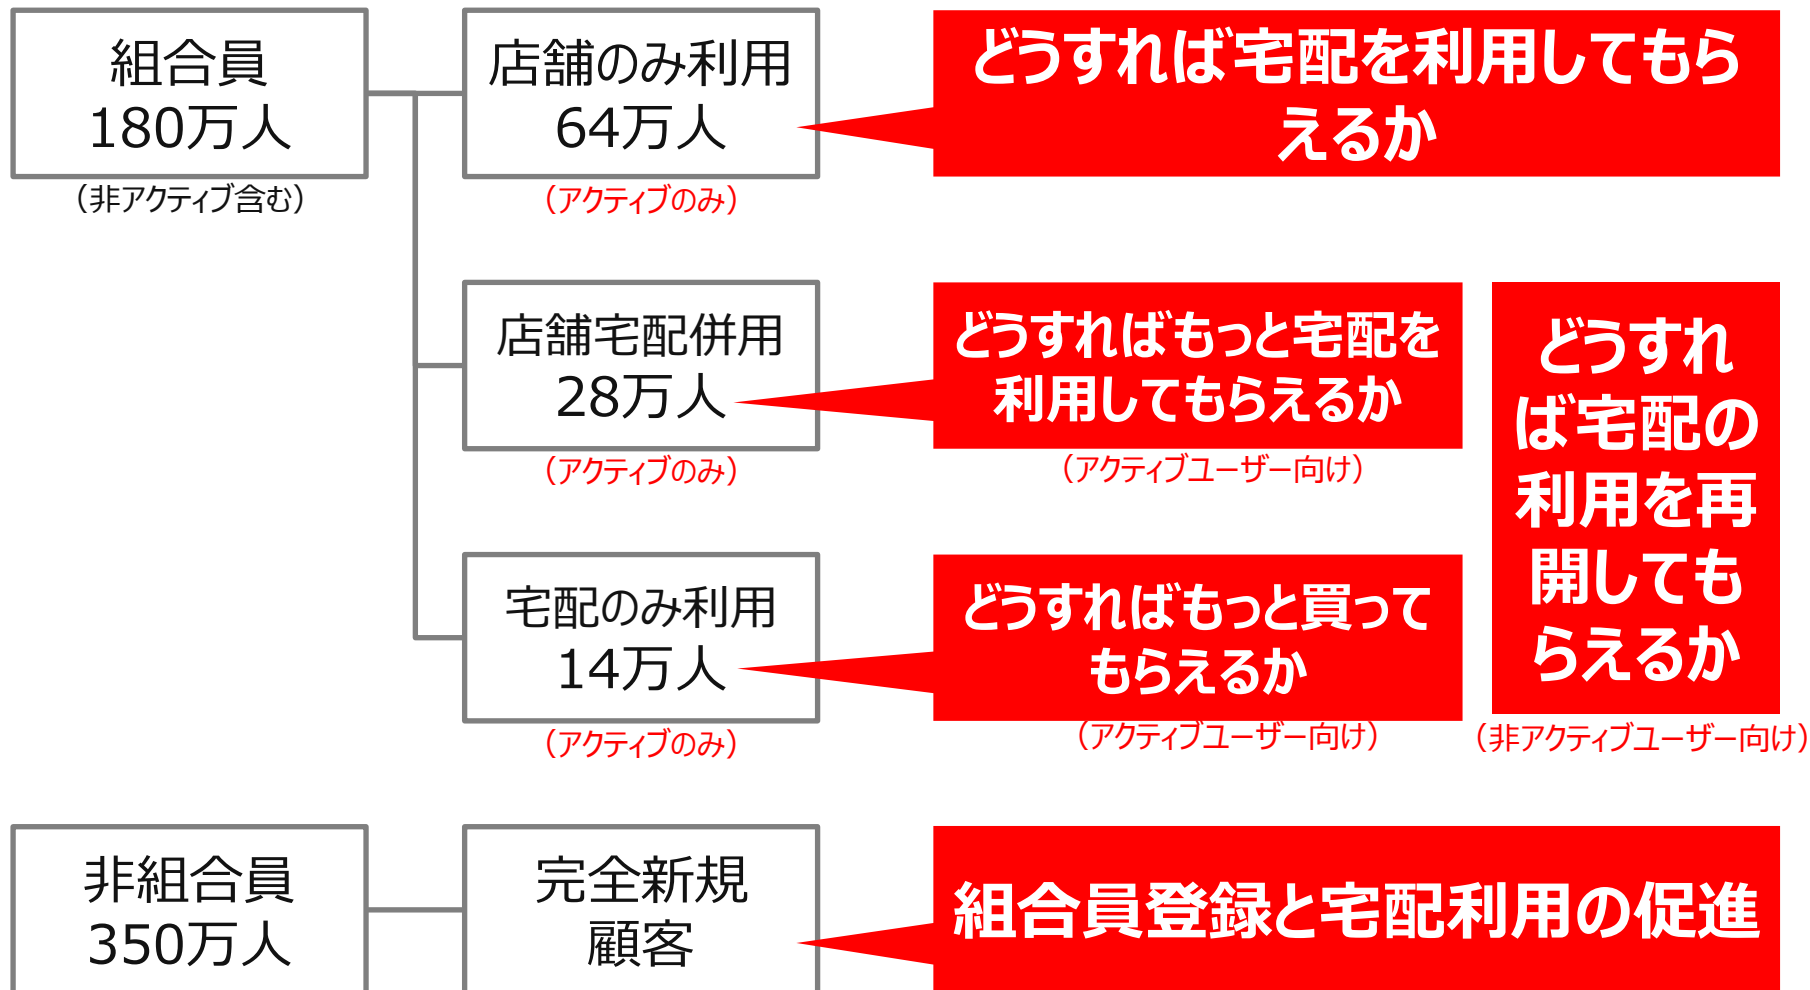 組合員
180万人
（非アクティブ含む）
店舗のみ利用
64万人
（アクティブのみ）
どうすれば宅配を利用してもら
えるか
店舗宅配併用
28万人
（アクティブのみ）
どうすればもっと宅配を
利用してもらえるか
（アクティブユーザー向け）
宅配のみ利用
14万人
（アクティブのみ）
どうすればもっと買って
もらえるか
（アクティブユーザー向け）
どうすれ
ば宅配の
利用を再
開しても
らえるか
（非アクティブユーザー向け）
非組合員
350万人
完全新規
顧客
組合員登録と宅配利用の促進